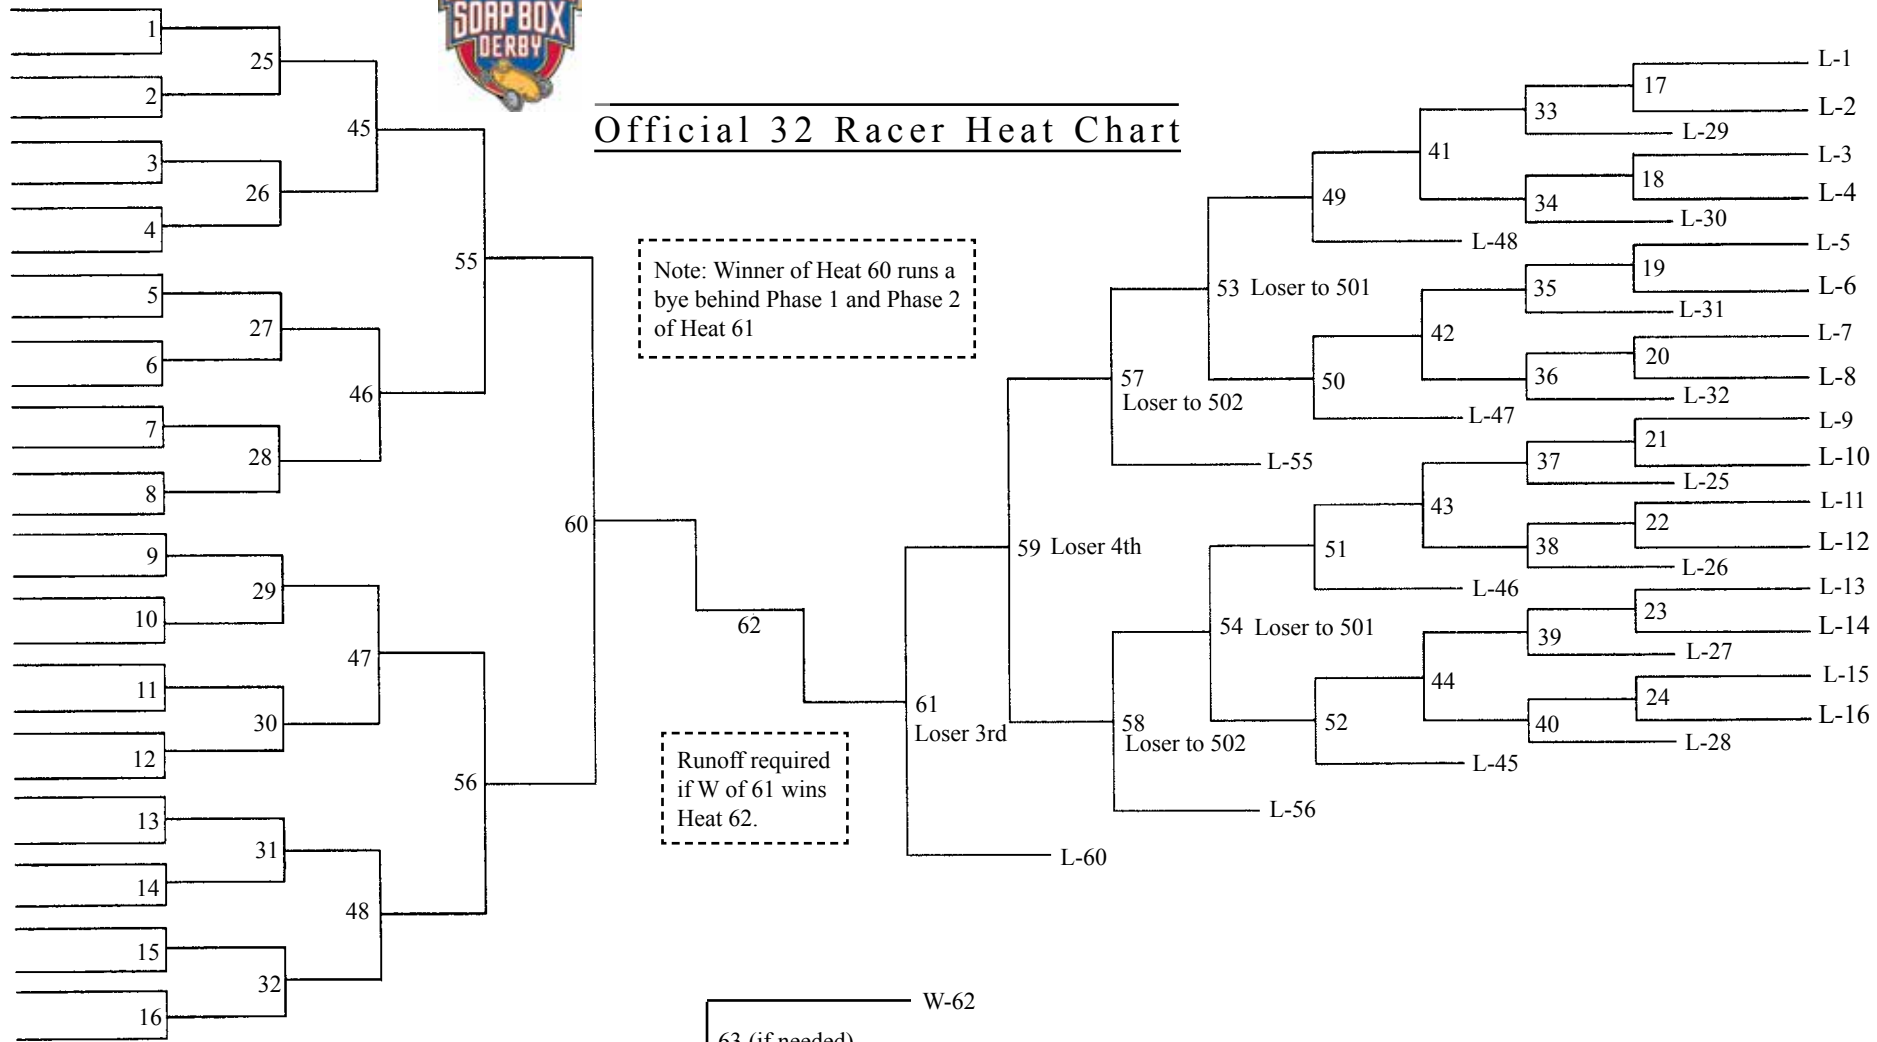 SOAP BOX
DERBY
Official 32 Racer Heat Chart
1
2
3
4
5
6
7
8
9
10
11
12
13
14
15
16
25
26
27
28
29
30
31
32
45
46
47
48
55
56
60
62
Note: Winner of Heat 60 runs a
bye behind Phase 1 and Phase 2
of Heat 61
Runoff required
if W of 61 wins
Heat 62.
61
Loser 3rd
L-60
59 Loser 4th
57
Loser to 502
L-55
58
Loser to 502
L-56
53 Loser to 501
54 Loser to 501
49
L-48
50
L-47
51
L-46
52
L-45
41
42
43
44
33
L-29
34
L-30
35
L-31
36
L-32
37
L-25
38
L-26
39
L-27
40
L-28
17
18
19
20
21
22
23
24
L-1
L-2
L-3
L-4
L-5
L-6
L-7
L-8
L-9
L-10
L-11
L-12
L-13
L-14
L-15
L-16
W-62
63 (if needed)